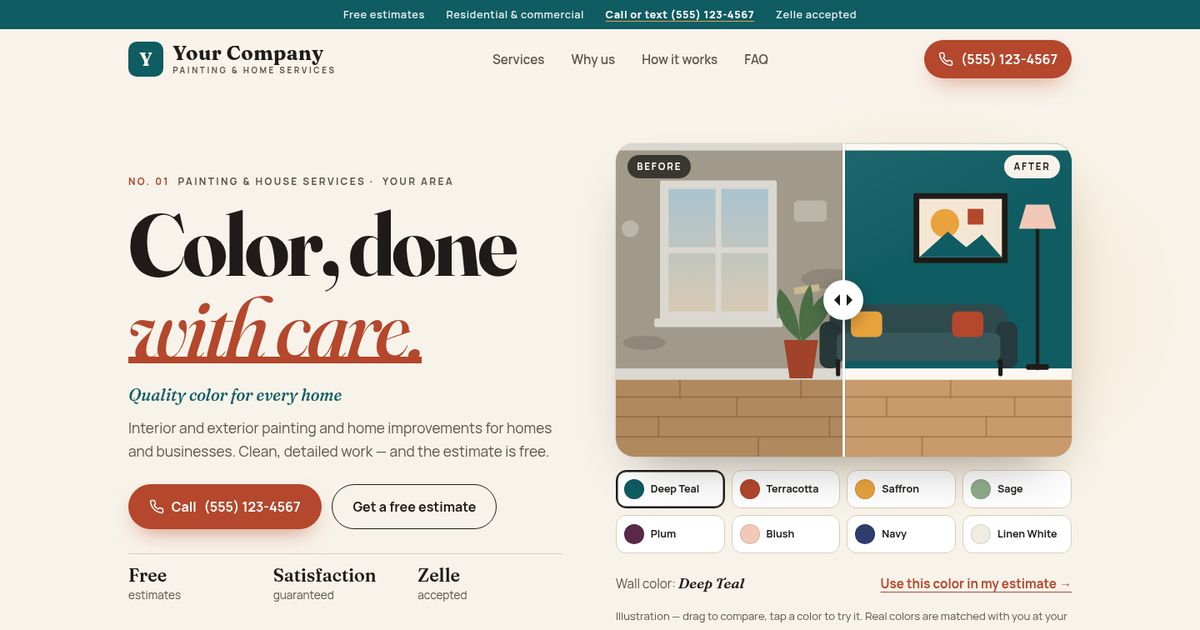 Free estimates Residential & commercial Call or text (555) 123-4567 Zelle accepted
Y Your Company
PAINTING & HOME SERVICES
Services Why us How it works FAQ
(555) 123-4567
NO. 01 PAINTING & HOUSE SERVICES · YOUR AREA
Color, done
with care.
Quality color for every home
Interior and exterior painting and home improvements for homes
and businesses. Clean, detailed work — and the estimate is free.
Call (555) 123-4567
Get a free estimate
Free
estimates
Satisfaction
guaranteed
Zelle
accepted
BEFORE
AFTER
Deep Teal Terracotta Saffron Sage
Plum Blush Navy Linen White
Wall color: Deep Teal
Use this color in my estimate →
Illustration — drag to compare, tap a color to try it. Real colors are matched with you at your